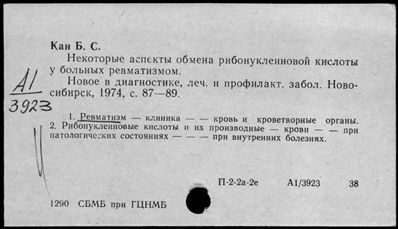 Кан Б. С.
Некоторые аспекты обмена рибонуклеиновой кислоты
у больных ревматизмом.
Новое в диагностике, леч. и профилакт. забол. Ново-
сибирск, 1974, с. 87—89.
А1/
3923
1. Ревматизм — клиника — — кровь и кроветворные органы.
2. Рибонуклеиновые кислоты и их производные — крови — — при
патологических состояниях — — — при внутренних болезнях.
П-2-2а-2е А1/3923 38
1290 СБМБ при ГЦНМБ